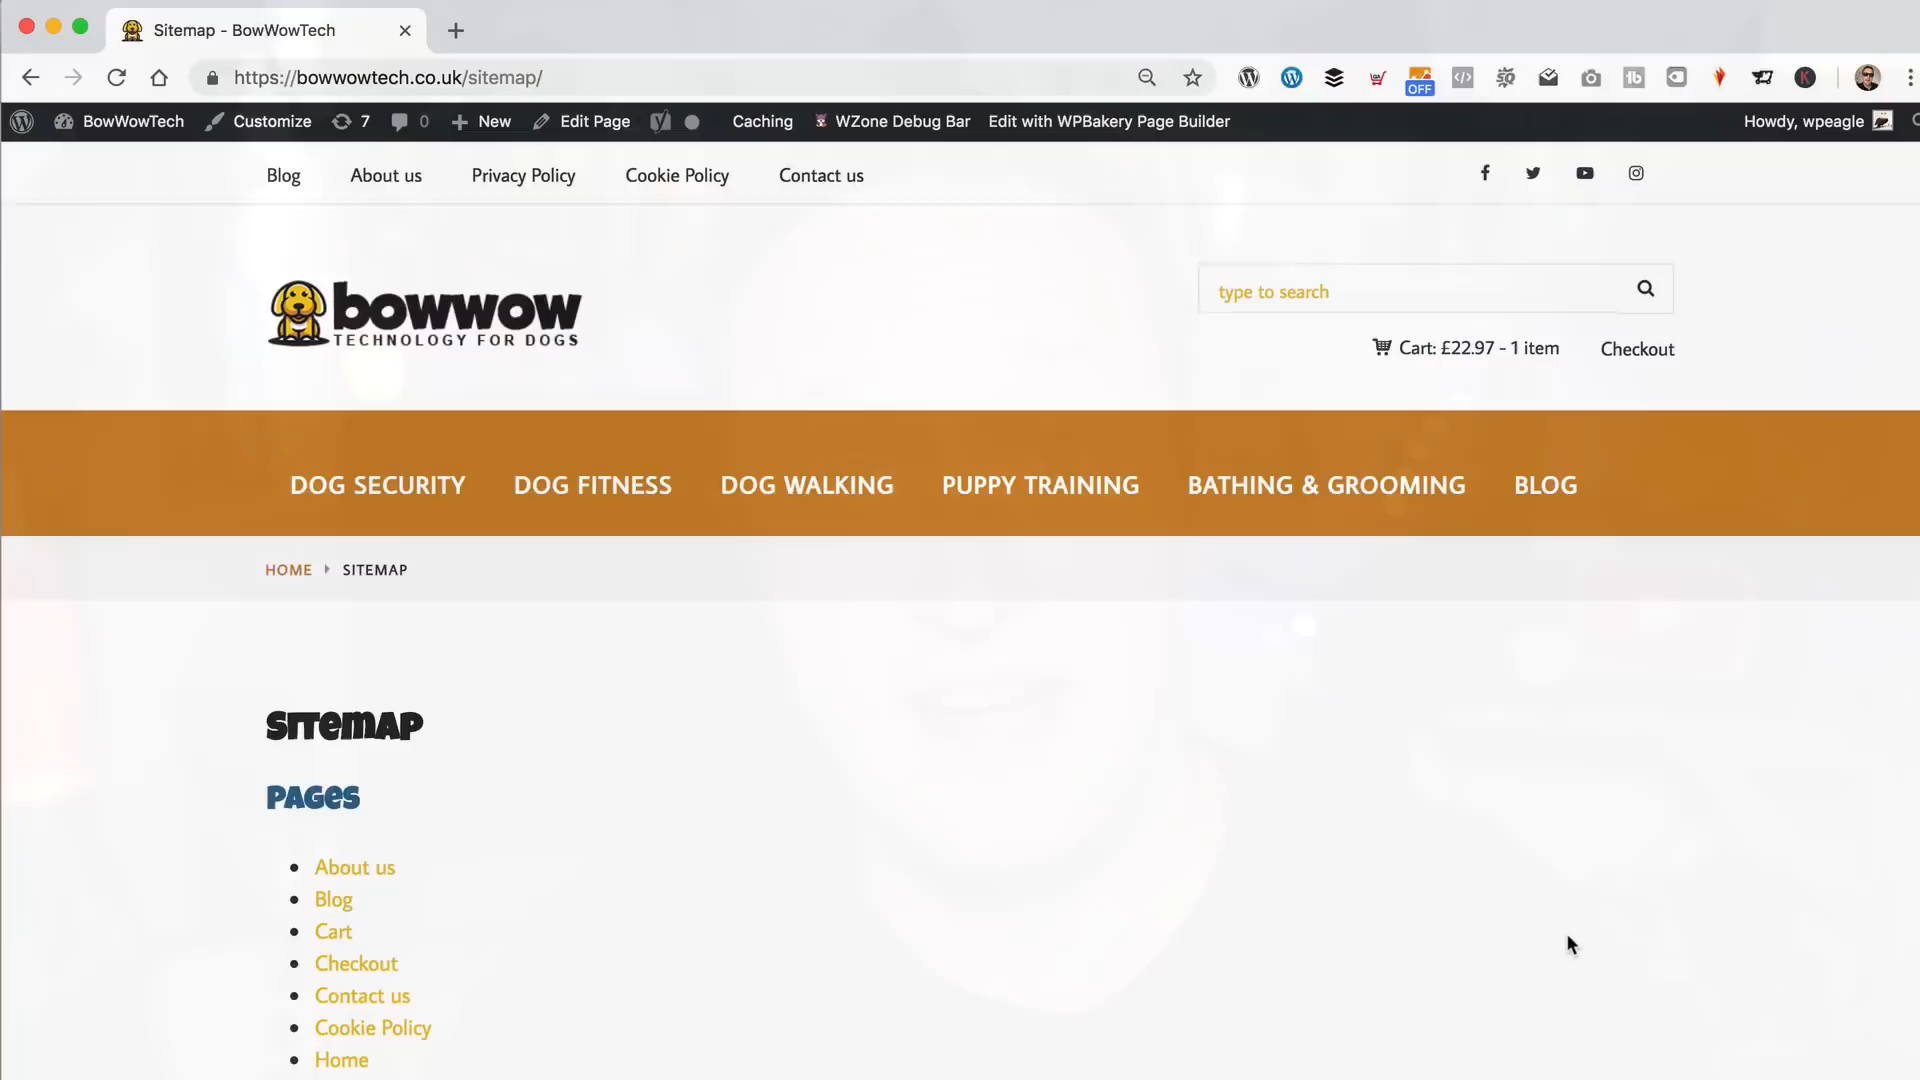 Sitemap - BowWowTech
https://bowwowtech.co.uk/sitemap/
OFF
BowWowTech Customize 7 0 New Edit Page Caching WZone Debug Bar Edit with WPBakery Page Builder Howdy, wpeagle
Blog About us Privacy Policy Cookie Policy Contact us
bowwow
TECHNOLOGY FOR DOGS
type to search
Cart: £22.97 - 1 item Checkout
DOG SECURITY DOG FITNESS DOG WALKING PUPPY TRAINING BATHING & GROOMING BLOG
HOME SITEMAP
Sitemap
Pages
About us
Blog
Cart
Checkout
Contact us
Cookie Policy
Home